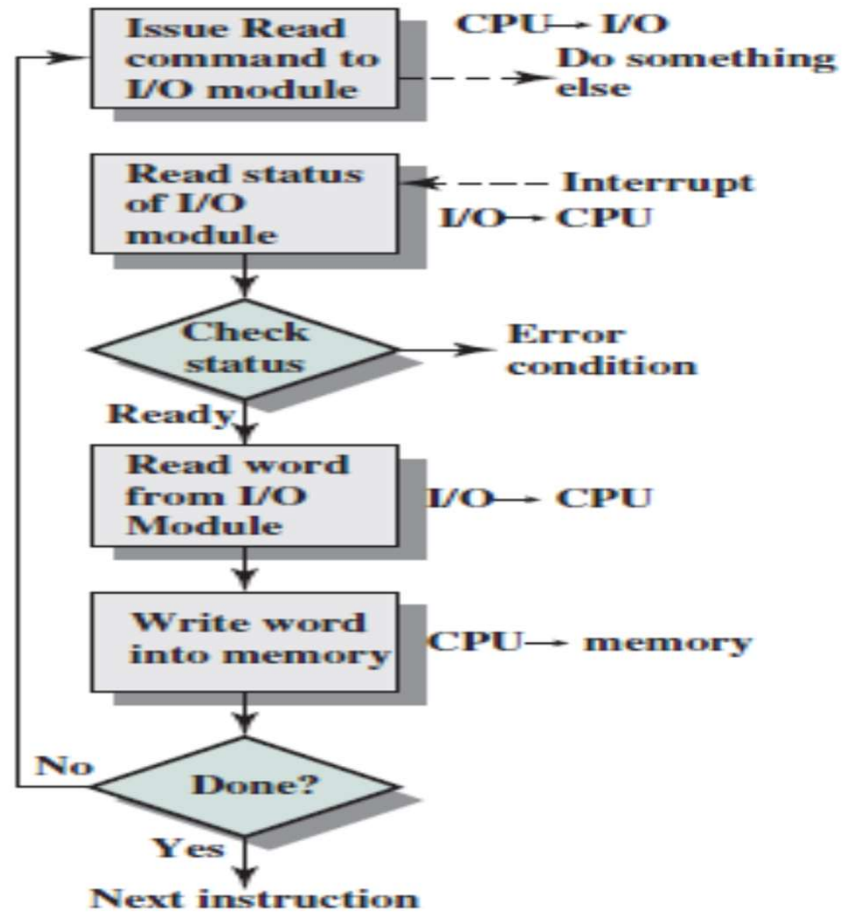 Issue Read
command to
I/O module
CPU→ I/O
Do something
else
Read status
of I/O
module
Interrupt
I/O→ CPU
Check
status
Error
condition
Ready
Read word
from I/O
Module
I/O→ CPU
Write word
into memory
CPU→ memory
No
Done?
Yes
Next instruction